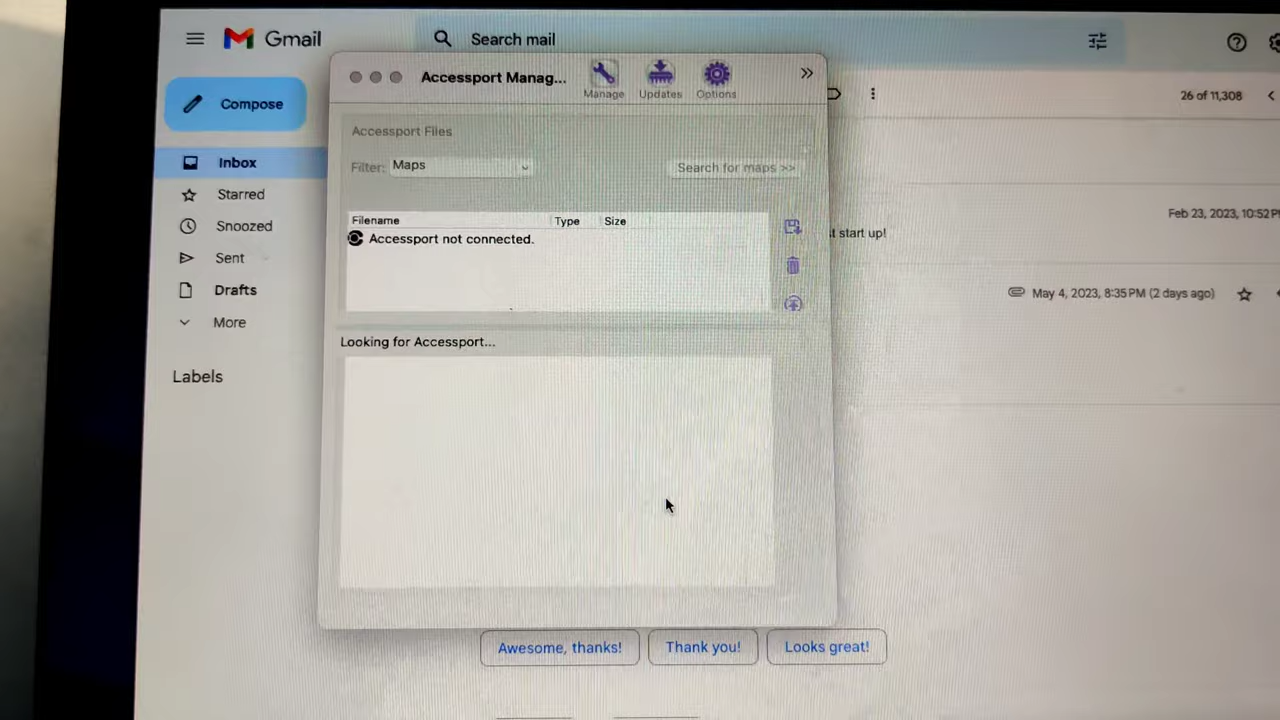 Gmail
Search mail
Compose
Inbox
Starred
Snoozed
Sent
Drafts
More
Labels
Accessport Manag...
Manage
Updates
Options
Accessport Files
Filter:
Maps
Search for maps >>
Filename Type Size
Accessport not connected.
Looking for Accessport...
26 of 11,308
Feb 23, 2023, 10:52 P
t start up!
May 4, 2023, 8:35 PM (2 days ago)
Awesome, thanks!
Thank you!
Looks great!